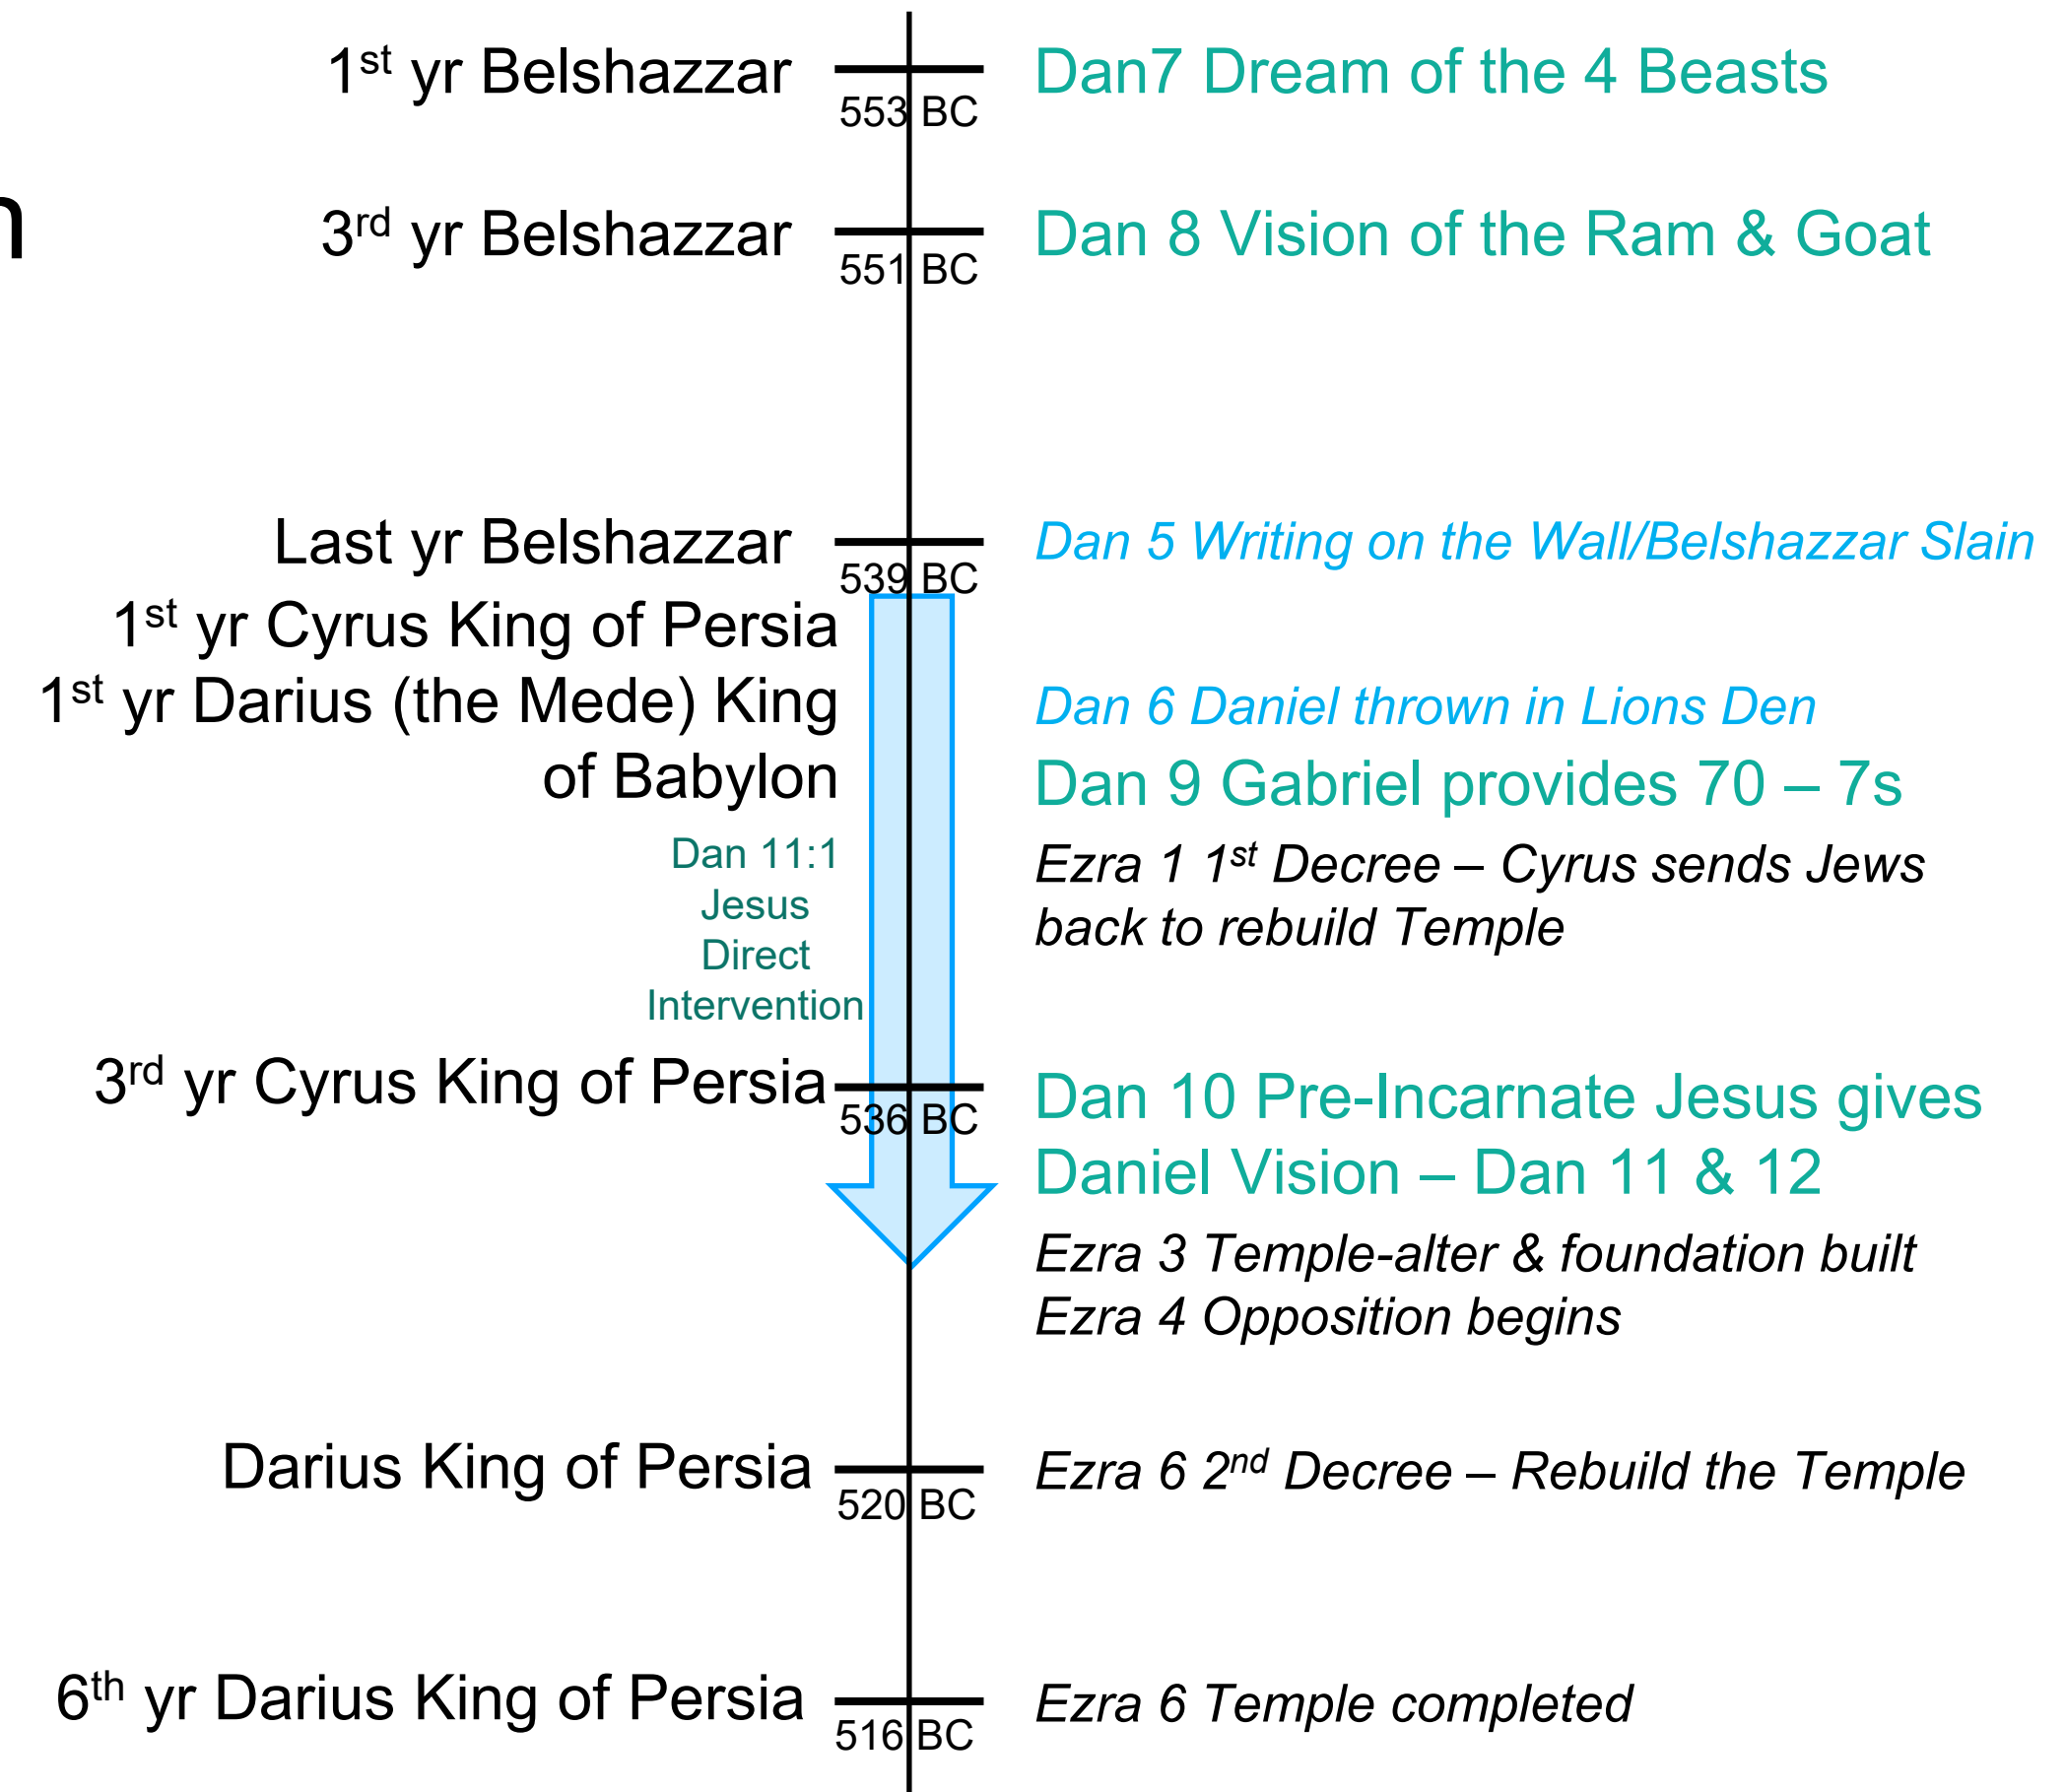 1st yr Belshazzar
553 BC
Dan7 Dream of the 4 Beasts
n
3rd yr Belshazzar
551 BC
Dan 8 Vision of the Ram & Goat
Last yr Belshazzar
539 BC
Dan 5 Writing on the Wall/Belshazzar Slain
1st yr Cyrus King of Persia
1st yr Darius (the Mede) King
of Babylon
Dan 6 Daniel thrown in Lions Den
Dan 9 Gabriel provides 70 – 7s
Dan 11:1
Jesus
Direct
Intervention
Ezra 1 1st Decree – Cyrus sends Jews
back to rebuild Temple
3rd yr Cyrus King of Persia
536 BC
Dan 10 Pre-Incarnate Jesus gives
Daniel Vision – Dan 11 & 12
Ezra 3 Temple-alter & foundation built
Ezra 4 Opposition begins
Darius King of Persia
520 BC
Ezra 6 2nd Decree – Rebuild the Temple
6th yr Darius King of Persia
516 BC
Ezra 6 Temple completed